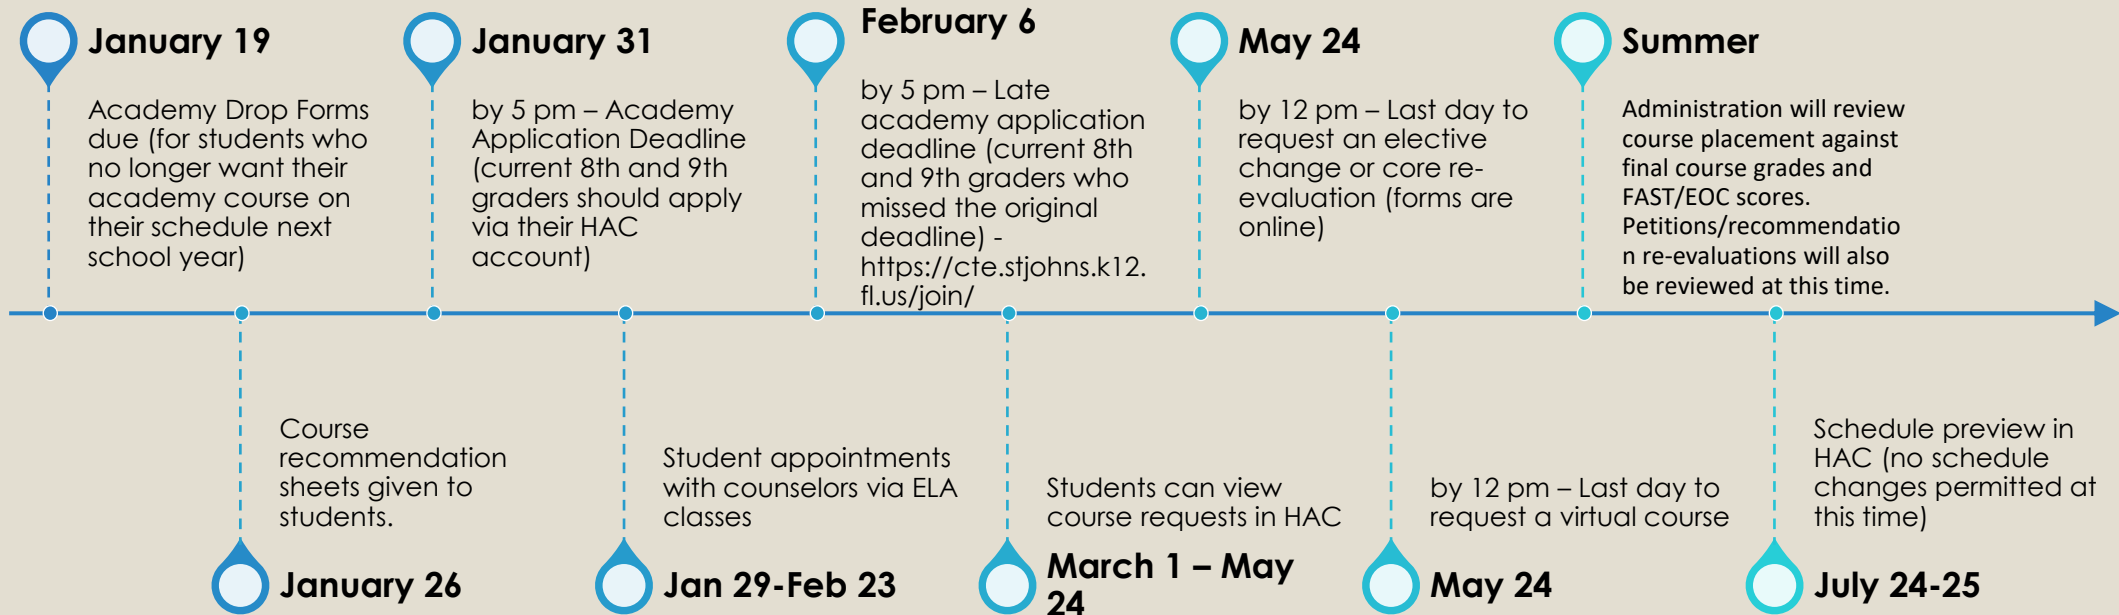 January 19
Academy Drop Forms
due (for students who
no longer want their
academy course on
their schedule next
school year)
January 31
by 5 pm – Academy
Application Deadline
(current 8th and 9th
graders should apply
via their HAC
account)
February 6
by 5 pm – Late
academy application
deadline (current 8th
and 9th graders who
missed the original
deadline) -
https://cte.stjohns.k12.
fl.us/join/
May 24
by 12 pm – Last day to
request an elective
change or core re-
evaluation (forms are
online)
Summer
Administration will review
course placement against
final course grades and
FAST/EOC scores.
Petitions/recommendatio
n re-evaluations will also
be reviewed at this time.
Course
recommendation
sheets given to
students.
January 26
Student appointments
with counselors via ELA
classes
Jan 29-Feb 23
Students can view
course requests in HAC
March 1 – May
24
by 12 pm – Last day to
request a virtual course
May 24
Schedule preview in
HAC (no schedule
changes permitted at
this time)
July 24-25